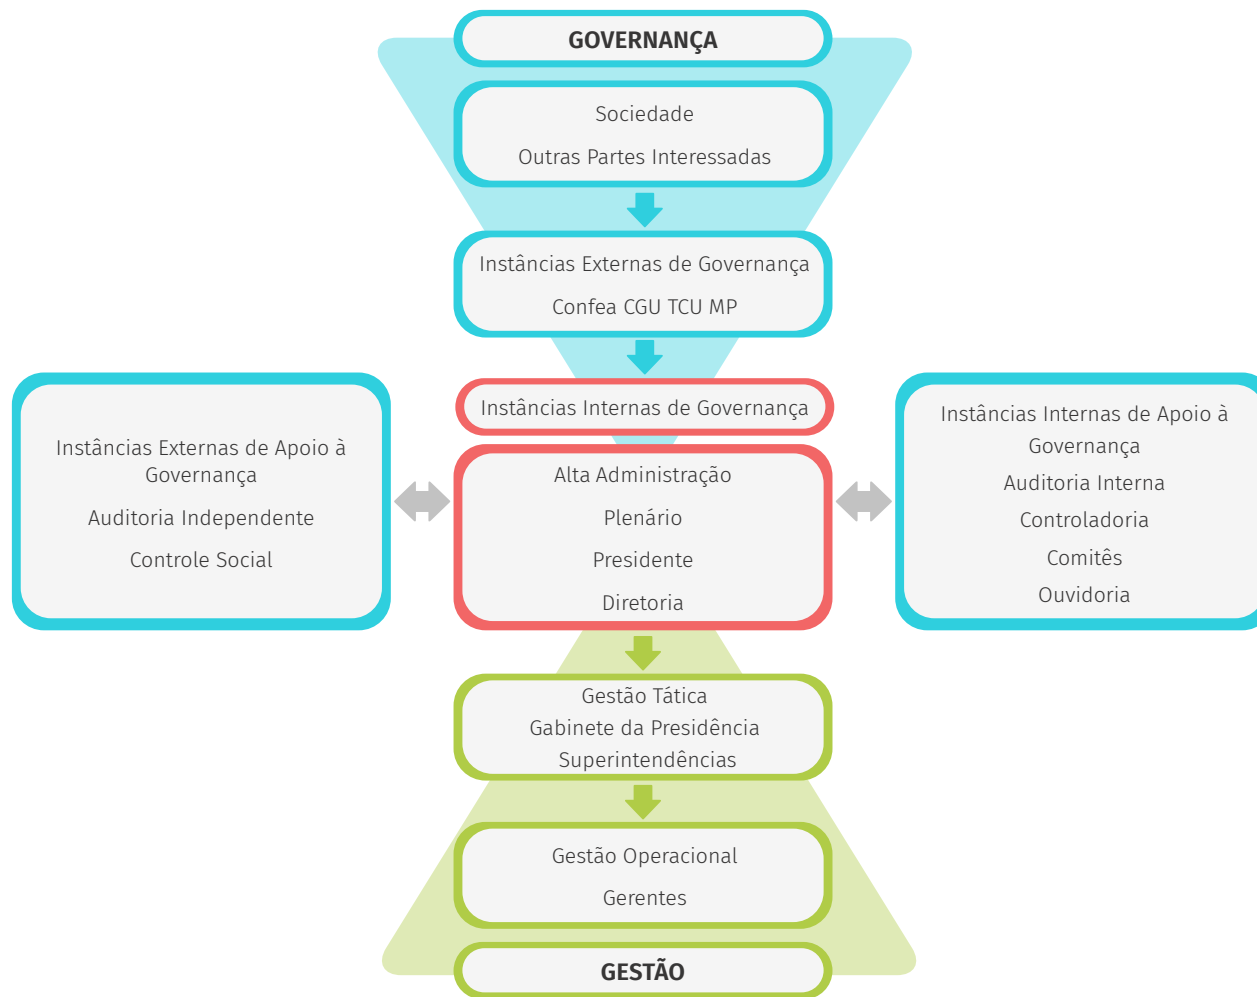 GOVERNANÇA
Sociedade
Outras Partes Interessadas
Instâncias Externas de Governança
Confea CGU TCU MP
Instâncias Internas de Governança
Instâncias Externas de Apoio à
Governança
Auditoria Independente
Controle Social
Alta Administração
Plenário
Presidente
Diretoria
Instâncias Internas de Apoio à
Governança
Auditoria Interna
Controladoria
Comitês
Ouvidoria
Gestão Tática
Gabinete da Presidência
Superintendências
Gestão Operacional
Gerentes
GESTÃO